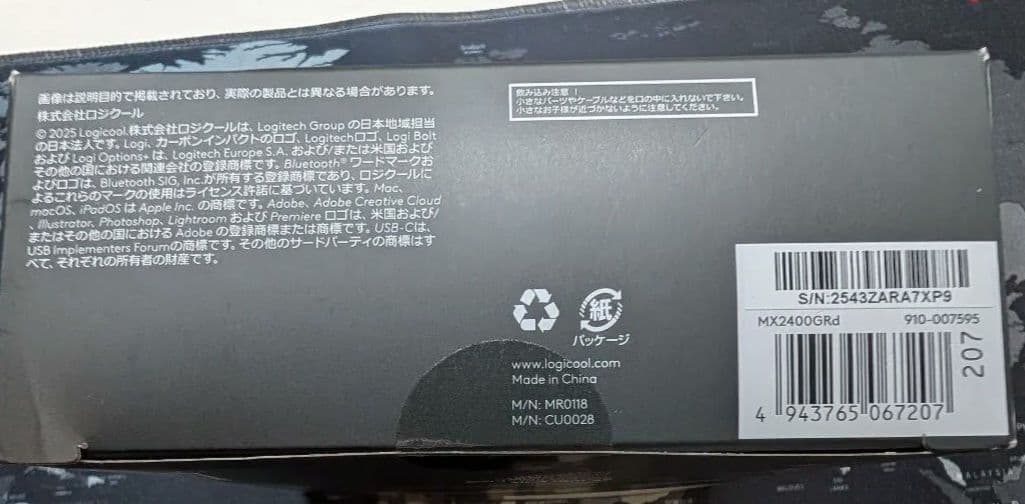 画像は説明目的で掲載されており、実際の製品とは異なる場合があります。
株式会社ロジクール
© 2025 Logicool.株式会社ロジクールは、Logitech Group の日本地域担当
の日本法人です。Logi、カーボンインパクトのロゴ、Logitechロゴ、Logi Bolt
および Logi Options+ は、Logitech Europe S.A. および/または米国および
その他の国における関連会社の登録商標です。Bluetooth® ワードマークお
よびロゴは、Bluetooth SIG, Inc.が所有する登録商標であり、ロジクールに
よるこれらのマークの使用はライセンス許諾に基づいています。Mac、
macOS、iPadOS は Apple Inc. の商標です。Adobe、Adobe Creative Cloud
、Illustrator、Photoshop、Lightroom および Premiere ロゴは、米国および/
またはその他の国における Adobe の登録商標または商標です。USB-Cは、
USB Implementers Forumの商標です。その他のサードパーティの商標はす
べて、それぞれの所有者の財産です。
飲み込み注意！
小さなパーツやケーブルなどを口の中に入れないで下さい。
小さなお子様が近づかないように注意してください。
紙
パッケージ
www.logicool.com
Made in China
M/N: MR0118
M/N: CU0028
S/N:2543ZARA7XP9
MX2400GRd 910-007595
207
4 943765 067207
MALAYSIA